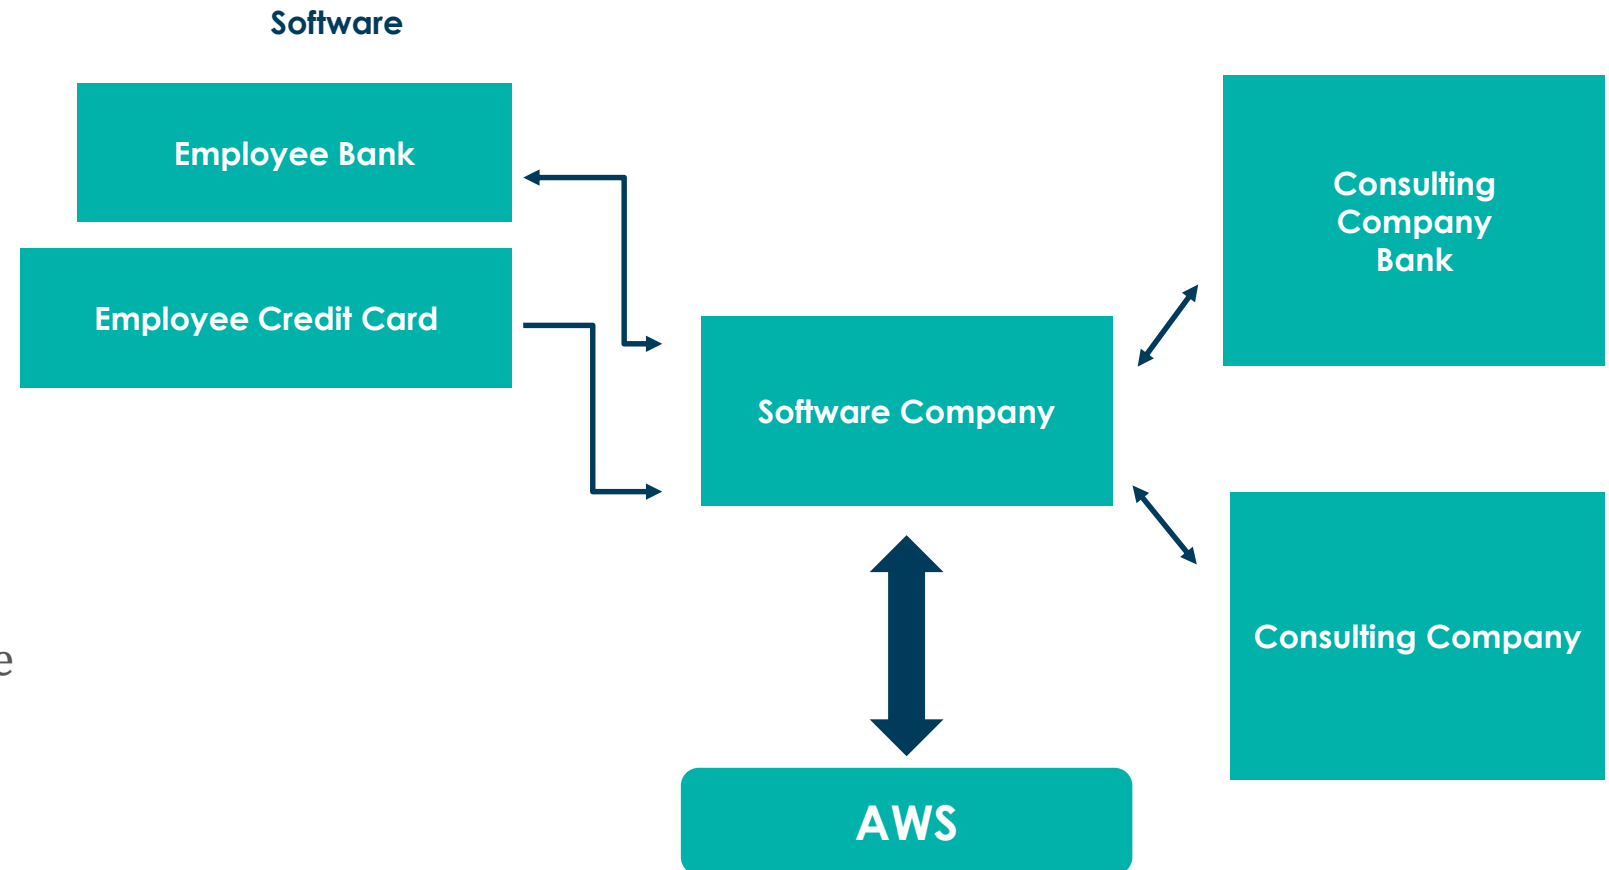 Software
Employee Bank
Employee Credit Card
Consulting
Company
Bank
Software Company
Consulting Company
e
AWS